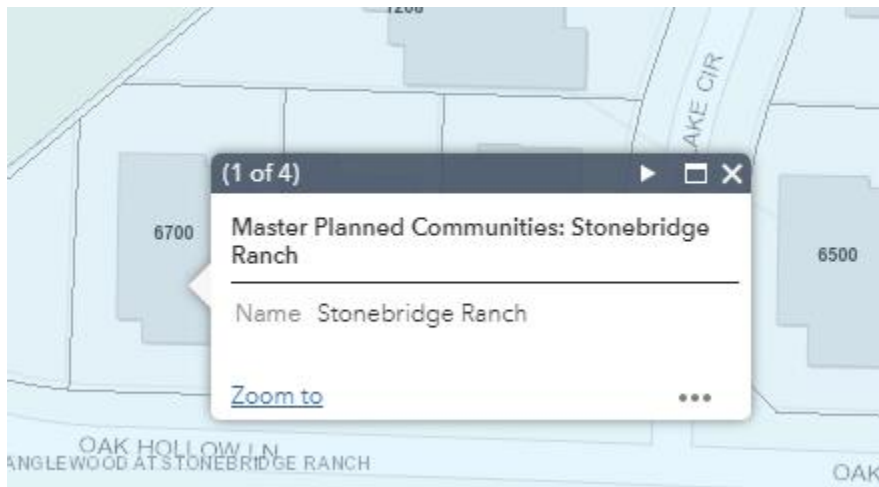 1208
AKE CIR
(1 of 4)
6700
Master Planned Communities: Stonebridge
Ranch
6500
Name Stonebridge Ranch
Zoom to
OAK HOLLOW LN
ANGLEWOOD AT STONEBRIDGE RANCH
OAK